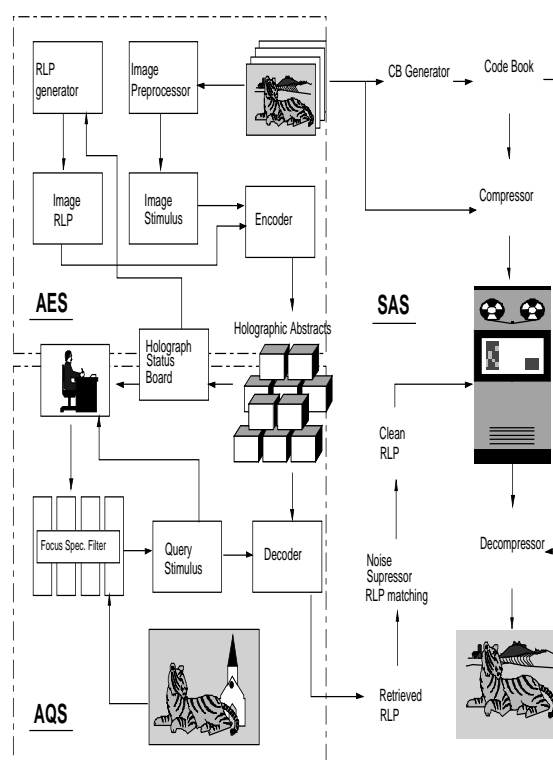 RLP
generator
Image
Preprocessor
CB Generator
Code Book
Image
RLP
Image
Stimulus
Encoder
Compressor
AES
SAS
Holographic Abstracts
Holograph
Status
Board
Clean
RLP
Focus Spec. Filter
Query
Stimulus
Decoder
Decompressor
Noise
Supressor
RLP matching
Retrieved
RLP
AQS